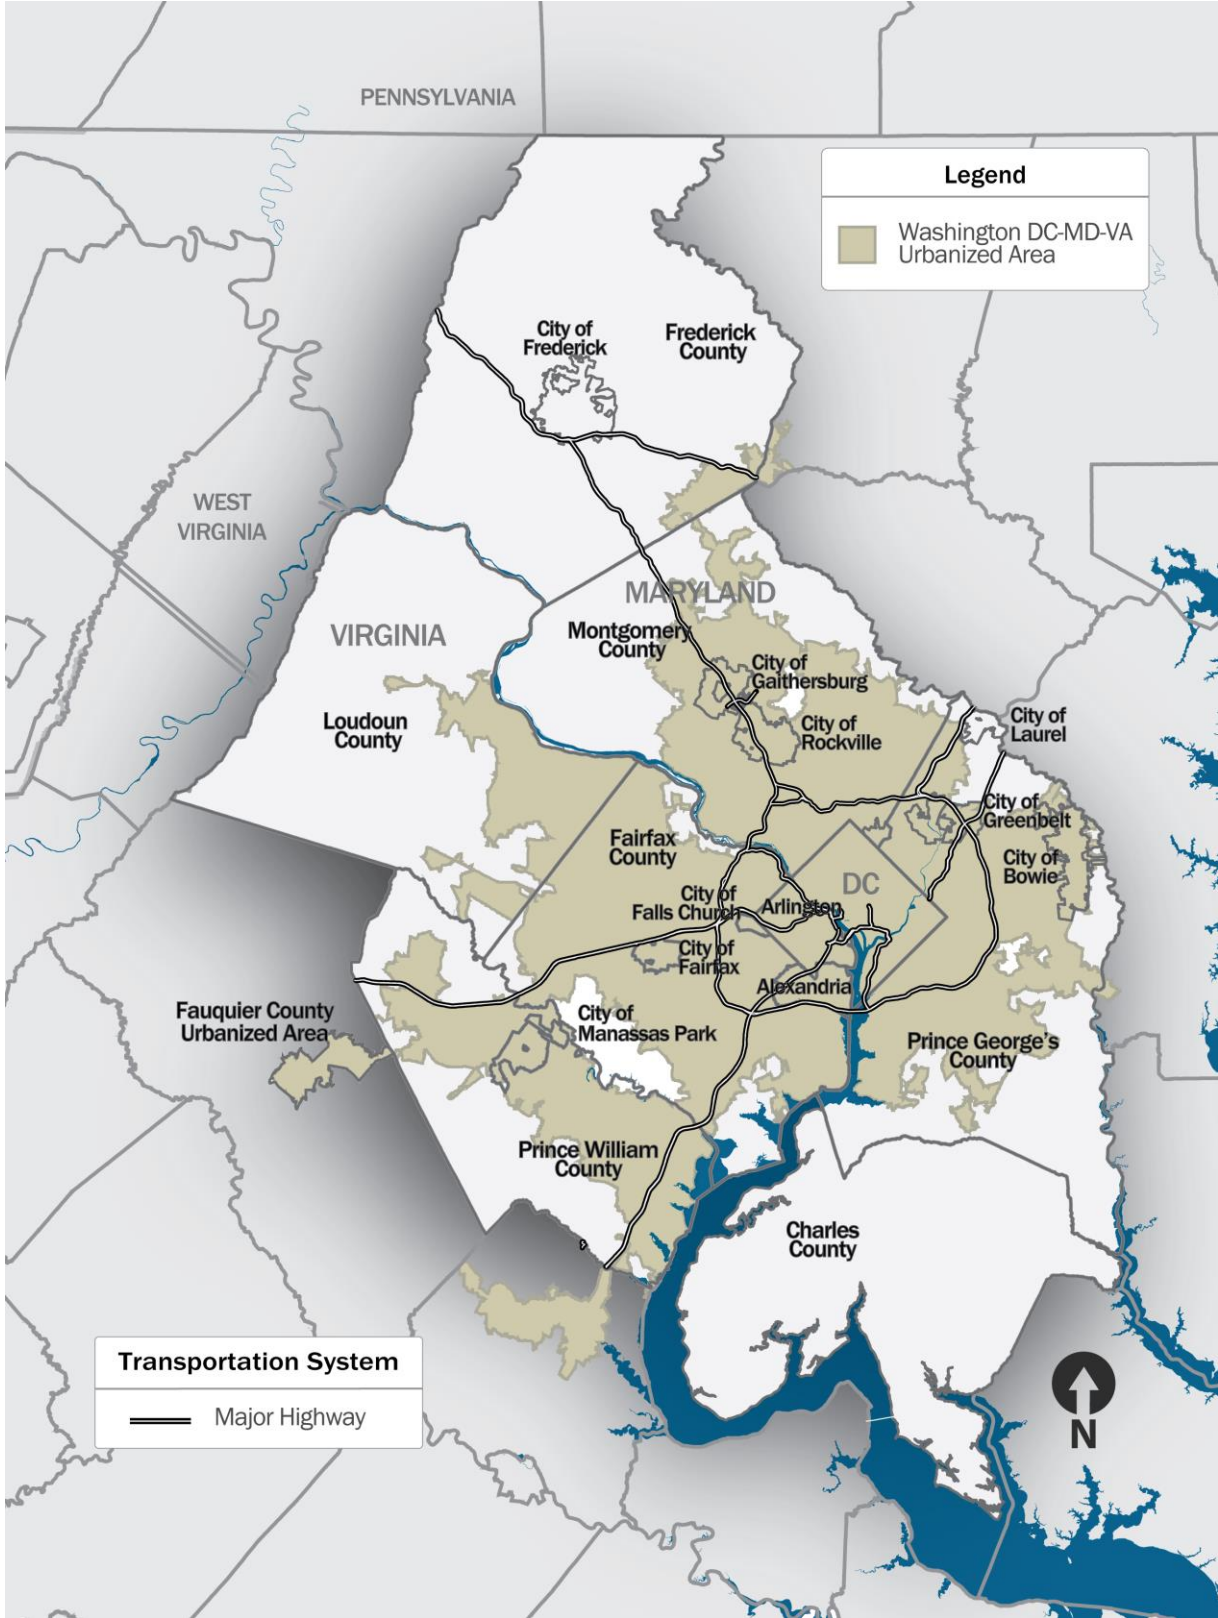 PENNSYLVANIA
Legend
Washington DC-MD-VA
Urbanized Area
City of
Frederick
Frederick
County
WEST
VIRGINIA
MARYLAND
VIRGINIA
Montgomery
County
City of
Gaithersburg
Loudoun
County
City of
Rockville
City of
Laurel
City of
Greenbelt
Fairfax
County
City of
Bowie
DC
City of
Falls Church
Arlington
City of
Fairfax
Alexandria
Fauquier County
Urbanized Area
City of
Manassas Park
Prince George's
County
Prince William
County
Charles
County
Transportation System
Major Highway
N